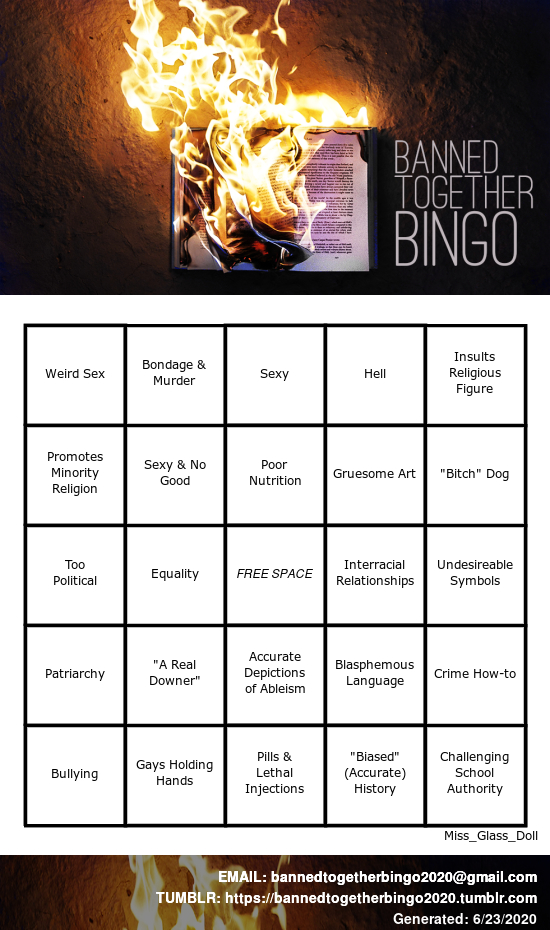 BANNED
TOGETHER
BINGO
Weird Sex
Bondage &
Murder
Sexy
Hell
Insults
Religious
Figure
Promotes
Minority
Religion
Sexy & No
Good
Poor
Nutrition
Gruesome Art
"Bitch" Dog
Too
Political
Equality
FREE SPACE
Interracial
Relationships
Undesireable
Symbols
Patriarchy
"A Real
Downer"
Accurate
Depictions
of Ableism
Blasphemous
Language
Crime How-to
Bullying
Gays Holding
Hands
Pills &
Lethal
Injections
"Biased"
(Accurate)
History
Challenging
School
Authority
Miss_Glass_Doll
EMAIL: bannedtogetherbingo2020@gmail.com
TUMBLR: https://bannedtogetherbingo2020.tumblr.com
Generated: 6/23/2020